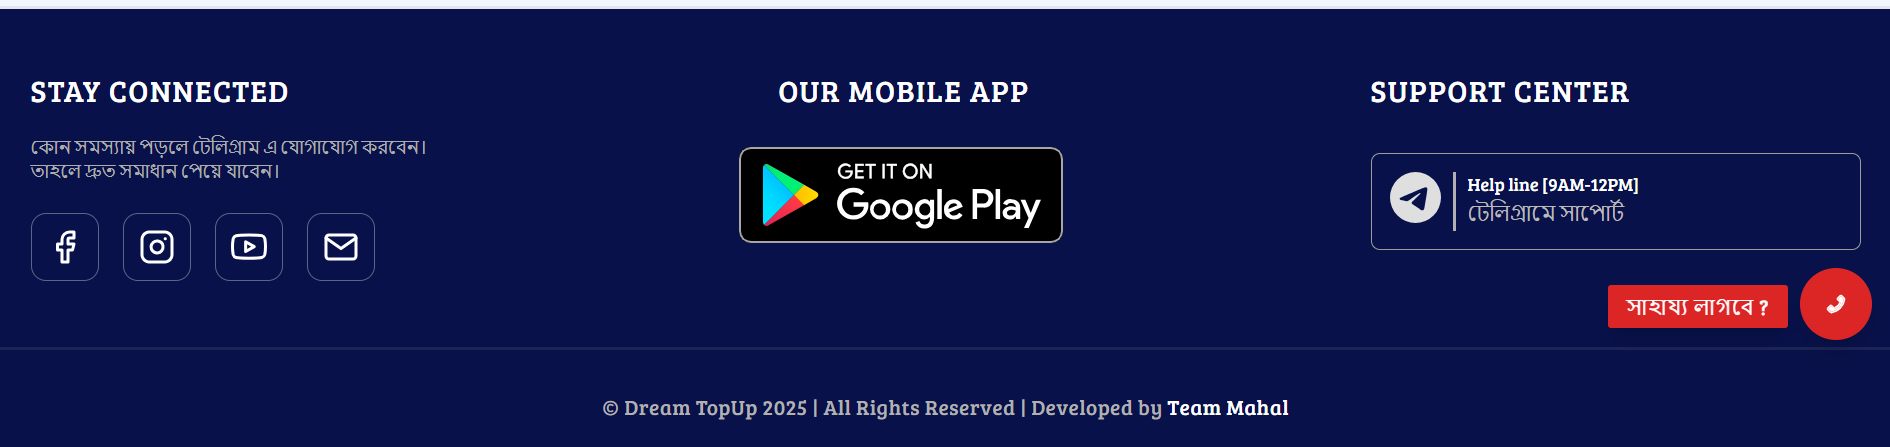 STAY CONNECTED
কোন সমস্যায় পড়লে টেলিগ্রাম এ যোগাযোগ করবেন।
তাহলে দ্রুত সমাধান পেয়ে যাবেন।
OUR MOBILE APP
GET IT ON
Google Play
SUPPORT CENTER
Help line [9AM-12PM]
টেলিগ্রামে সাপোর্ট
সাহায্য লাগবে ?
© Dream TopUp 2025 | All Rights Reserved | Developed by Team Mahal